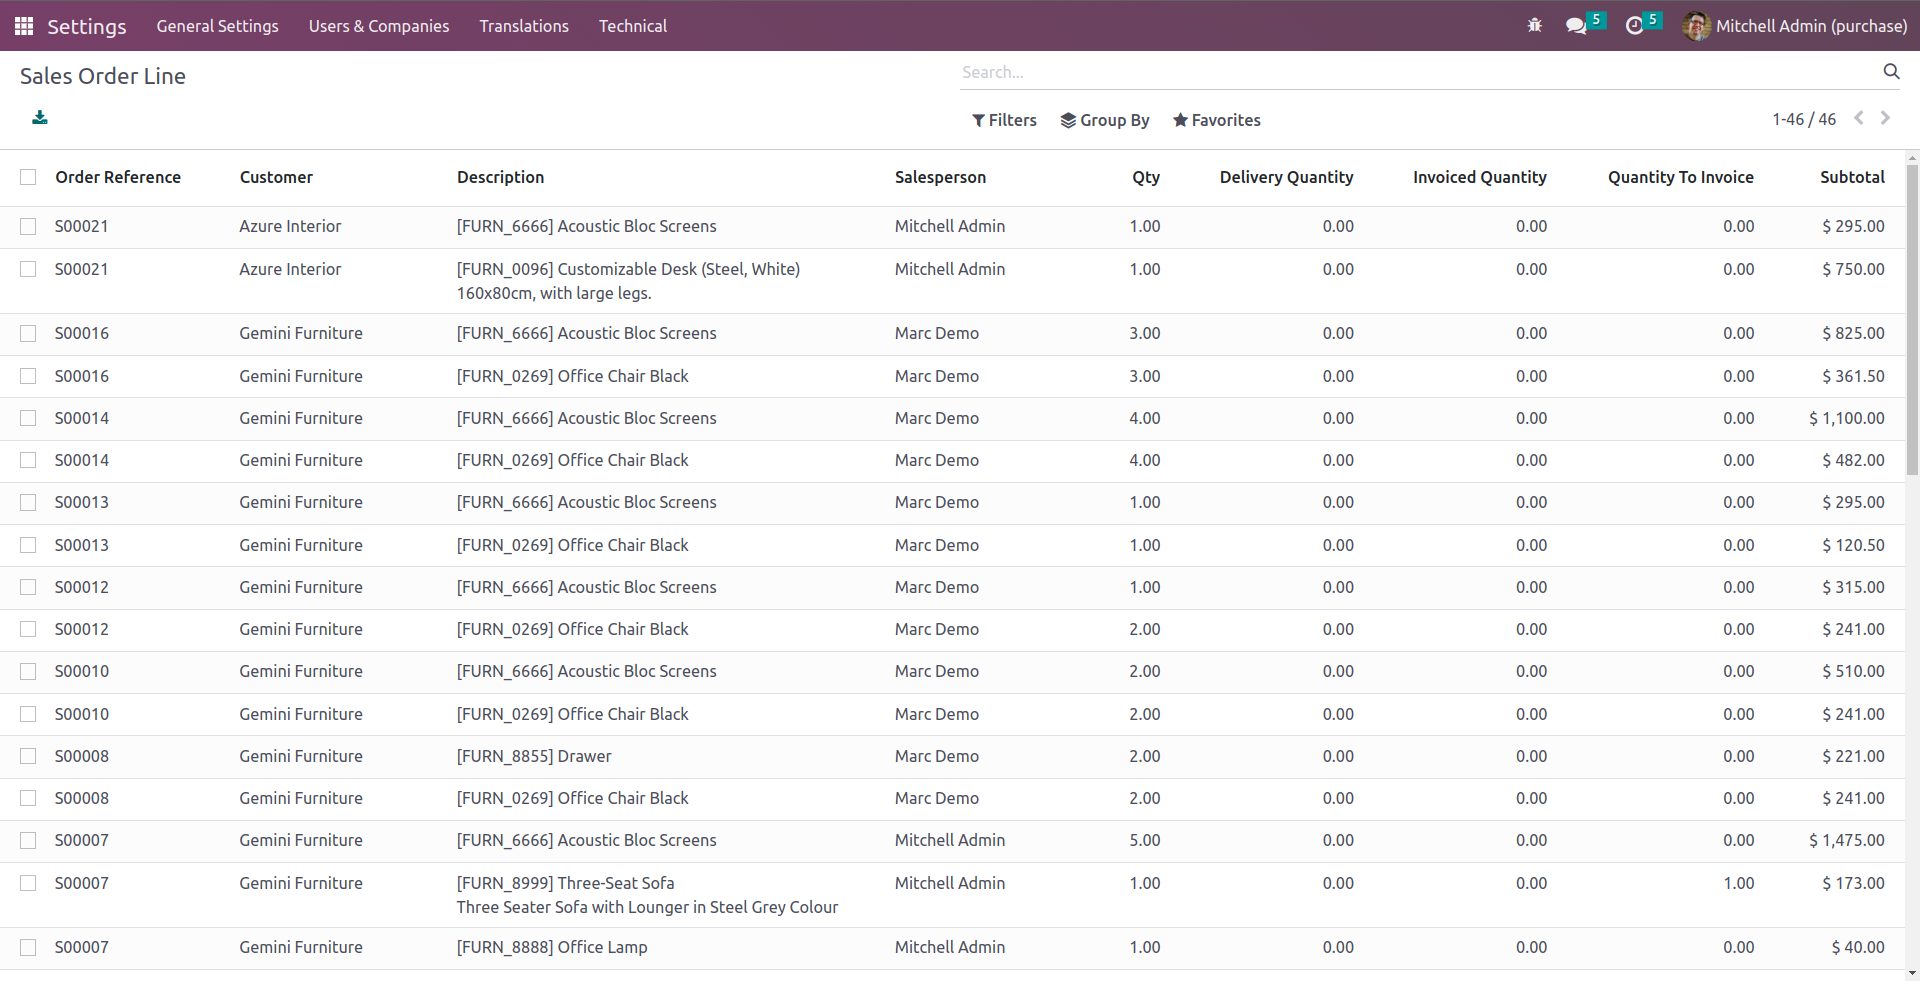 Settings General Settings Users & Companies Translations Technical 5 5 Mitchell Admin (purchase)
Sales Order Line
Search...
Filters Group By Favorites 1-46 / 46
Order Reference Customer Description Salesperson Qty Delivery Quantity Invoiced Quantity Quantity To Invoice Subtotal
S00021 Azure Interior [FURN_6666] Acoustic Bloc Screens Mitchell Admin 1.00 0.00 0.00 0.00 $ 295.00
S00021 Azure Interior [FURN_0096] Customizable Desk (Steel, White) Mitchell Admin 1.00 0.00 0.00 0.00 $ 750.00
160x80cm, with large legs.
S00016 Gemini Furniture [FURN_6666] Acoustic Bloc Screens Marc Demo 3.00 0.00 0.00 0.00 $ 825.00
S00016 Gemini Furniture [FURN_0269] Office Chair Black Marc Demo 3.00 0.00 0.00 0.00 $ 361.50
S00014 Gemini Furniture [FURN_6666] Acoustic Bloc Screens Marc Demo 4.00 0.00 0.00 0.00 $ 1,100.00
S00014 Gemini Furniture [FURN_0269] Office Chair Black Marc Demo 4.00 0.00 0.00 0.00 $ 482.00
S00013 Gemini Furniture [FURN_6666] Acoustic Bloc Screens Marc Demo 1.00 0.00 0.00 0.00 $ 295.00
S00013 Gemini Furniture [FURN_0269] Office Chair Black Marc Demo 1.00 0.00 0.00 0.00 $ 120.50
S00012 Gemini Furniture [FURN_6666] Acoustic Bloc Screens Marc Demo 1.00 0.00 0.00 0.00 $ 315.00
S00012 Gemini Furniture [FURN_0269] Office Chair Black Marc Demo 2.00 0.00 0.00 0.00 $ 241.00
S00010 Gemini Furniture [FURN_6666] Acoustic Bloc Screens Marc Demo 2.00 0.00 0.00 0.00 $ 510.00
S00010 Gemini Furniture [FURN_0269] Office Chair Black Marc Demo 2.00 0.00 0.00 0.00 $ 241.00
S00008 Gemini Furniture [FURN_8855] Drawer Marc Demo 2.00 0.00 0.00 0.00 $ 221.00
S00008 Gemini Furniture [FURN_0269] Office Chair Black Marc Demo 2.00 0.00 0.00 0.00 $ 241.00
S00007 Gemini Furniture [FURN_6666] Acoustic Bloc Screens Mitchell Admin 5.00 0.00 0.00 0.00 $ 1,475.00
S00007 Gemini Furniture [FURN_8999] Three-Seat Sofa Mitchell Admin 1.00 0.00 0.00 1.00 $ 173.00
Three Seater Sofa with Lounger in Steel Grey Colour
S00007 Gemini Furniture [FURN_8888] Office Lamp Mitchell Admin 1.00 0.00 0.00 0.00 $ 40.00